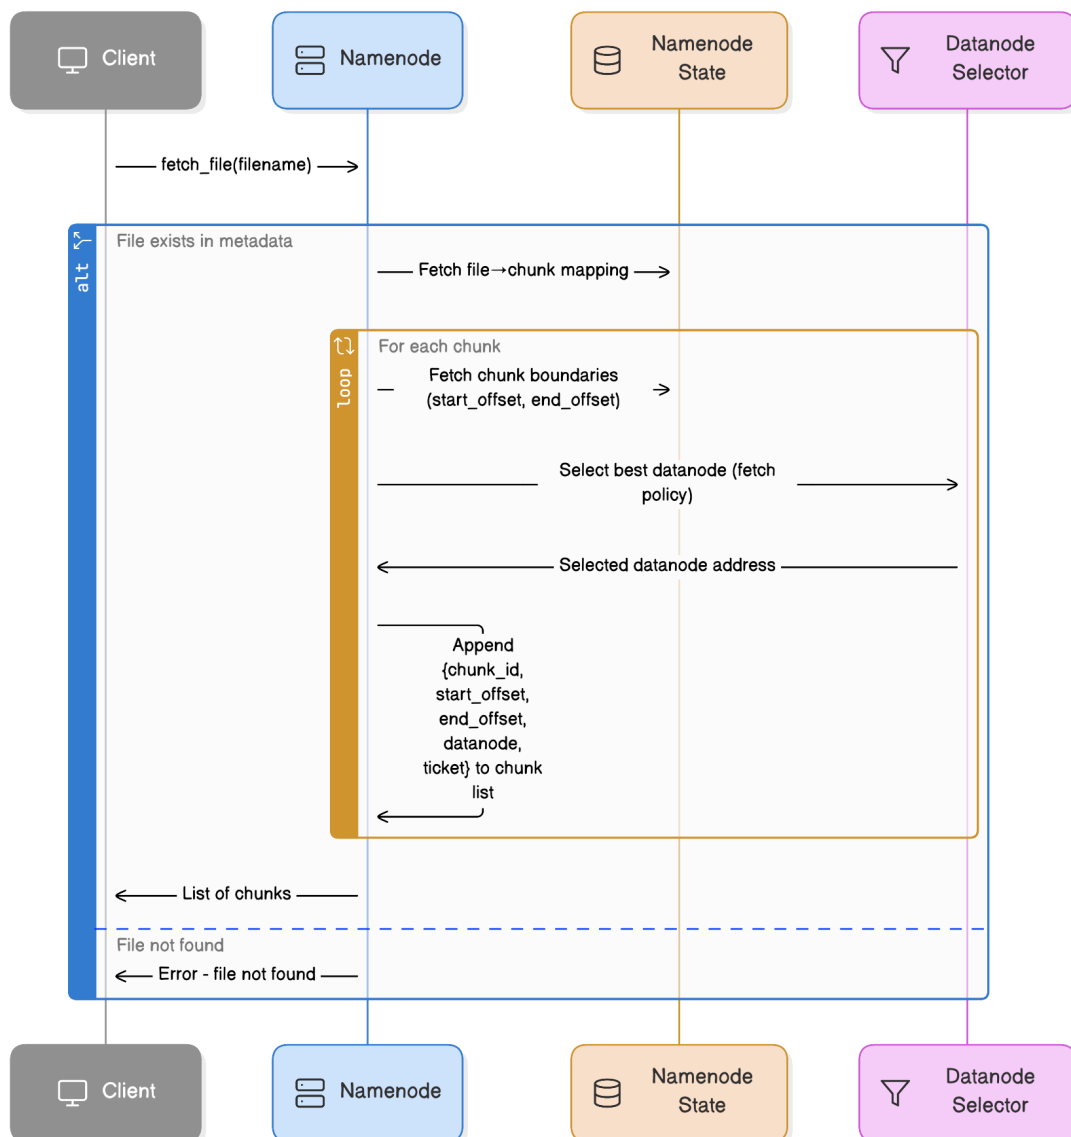 Client
Namenode
Namenode
State
Datanode
Selector
fetch_file(filename)
alt
File exists in metadata
Fetch file→chunk mapping
loop
For each chunk
Fetch chunk boundaries
(start_offset, end_offset)
Select best datanode (fetch
policy)
Selected datanode address
Append
{chunk_id,
start_offset,
end_offset,
datanode,
ticket} to chunk
list
List of chunks
File not found
Error - file not found
Client
Namenode
Namenode
State
Datanode
Selector